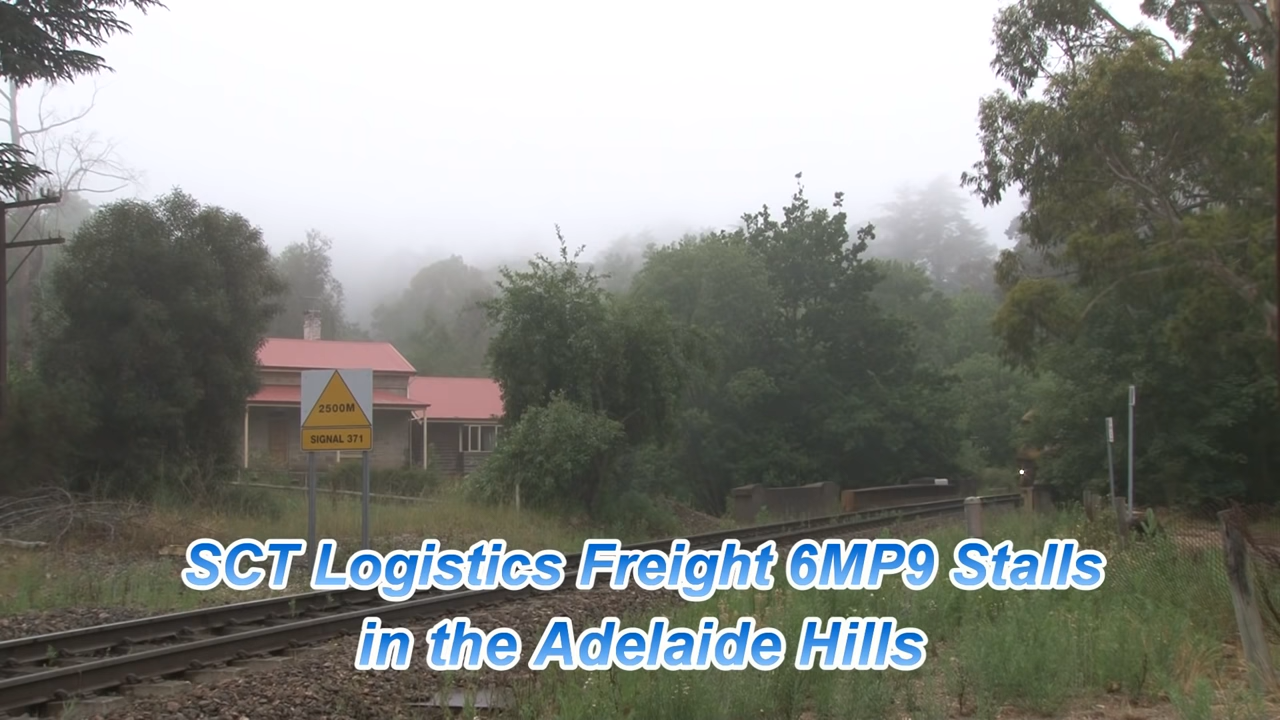 2500M
SIGNAL 371
SCT Logistics Freight 6MP9 Stalls
in the Adelaide Hills